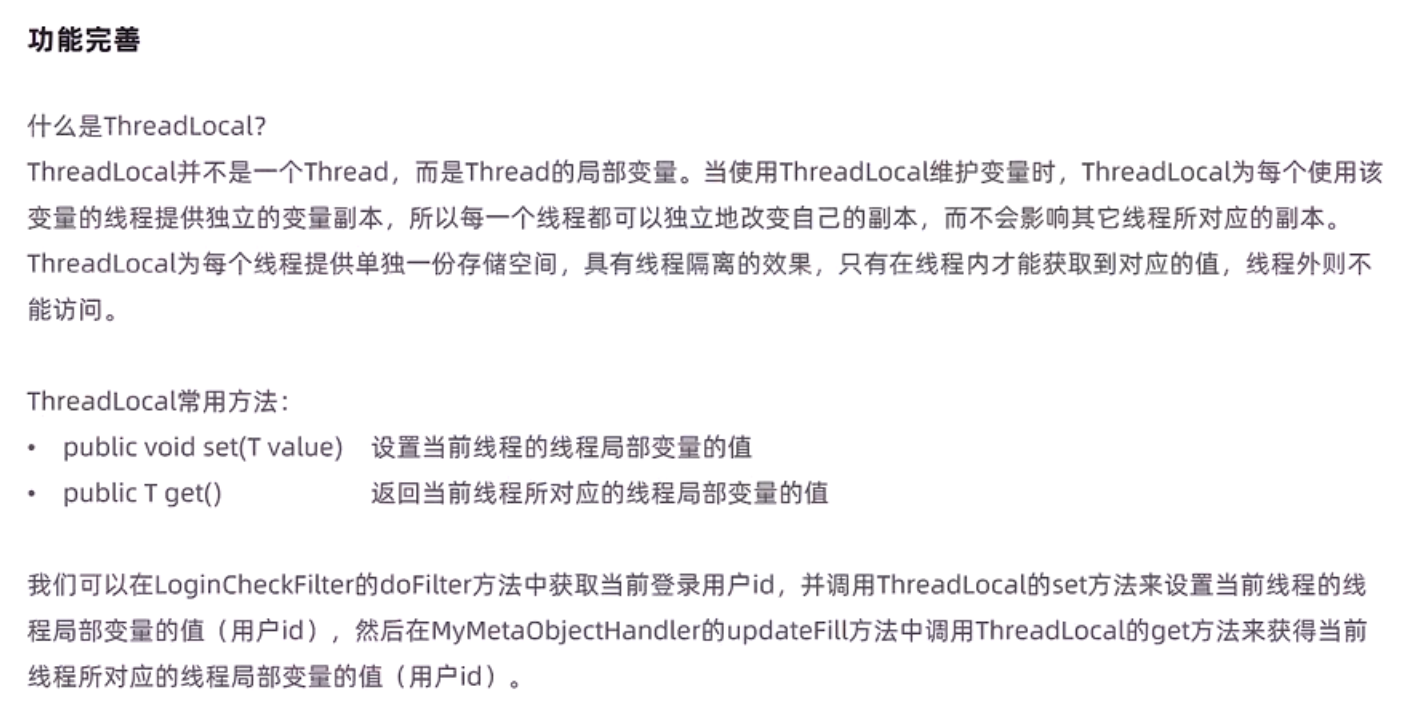 功能完善
什么是ThreadLocal?
ThreadLocal并不是一个Thread，而是Thread的局部变量。当使用ThreadLocal维护变量时，ThreadLocal为每个使用该
变量的线程提供独立的变量副本，所以每一个线程都可以独立地改变自己的副本，而不会影响其它线程所对应的副本。
ThreadLocal为每个线程提供单独一份存储空间，具有线程隔离的效果，只有在线程内才能获取到对应的值，线程外则不
能访问。
ThreadLocal常用方法：
• public void set(T value) 设置当前线程的线程局部变量的值
• public T get() 返回当前线程所对应的线程局部变量的值
我们可以在LoginCheckFilter的doFilter方法中获取当前登录用户id，并调用ThreadLocal的set方法来设置当前线程的线
程局部变量的值（用户id），然后在MyMetaObjectHandler的updateFill方法中调用ThreadLocal的get方法来获得当前
线程所对应的线程局部变量的值（用户id）。